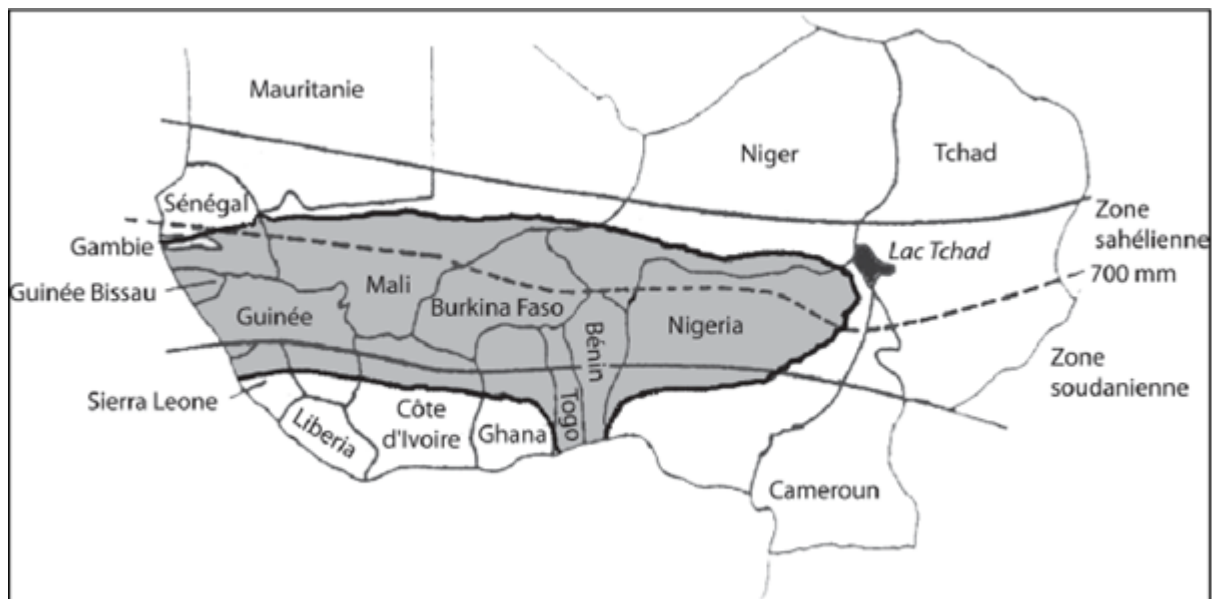 Mauritanie
Niger
Tchad
Sénégal
Zone
sahélienne
Gambie
Lac Tchad
700 mm
Guinée Bissau
Mali
Burkina Faso
Guinée
Bénin
Nigeria
Zone
soudanienne
Sierra Leone
Togo
Côte
d'Ivoire
Liberia
Ghana
Cameroun